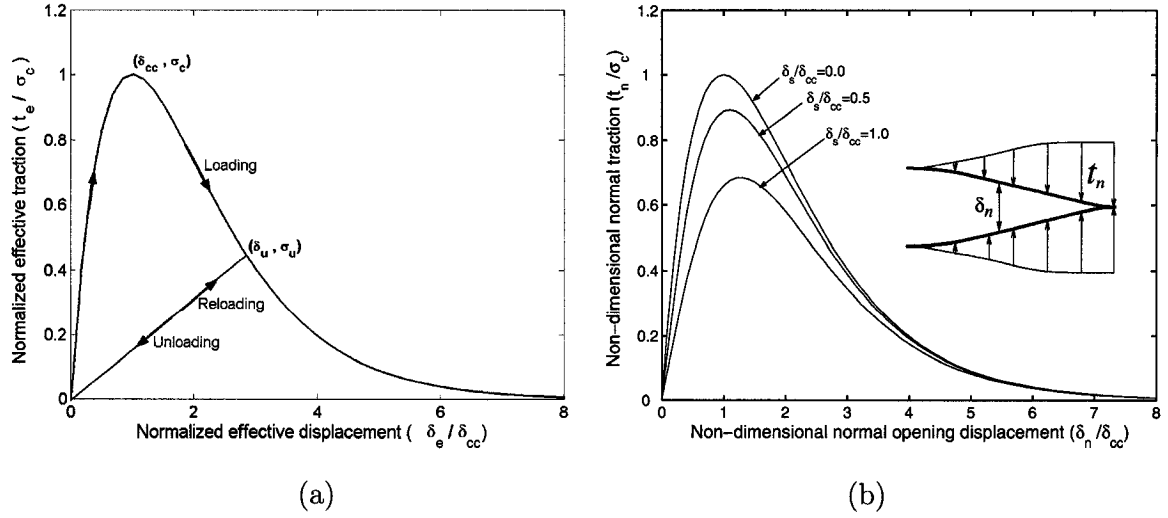 Normalized effective traction ( t_e / σ_c)
1
0.8
0.6
0.4
0.2
0
(δ_cc , σ_c)
Loading
(δ_u , σ_u)
Reloading
Unloading
0 2 4 6 8
Normalized effective displacement ( δ_e / δ_cc)
(a)
Non-dimensional normal traction (t_n/σ_c)
1
0.8
0.6
0.4
0.2
0
δ_s/δ_cc=0.0
δ_s/δ_cc=0.5
δ_s/δ_cc=1.0
t_n
δ_n
0 1 2 3 4 5 6 7 8
Non-dimensional normal opening displacement (δ_n/δ_cc)
(b)